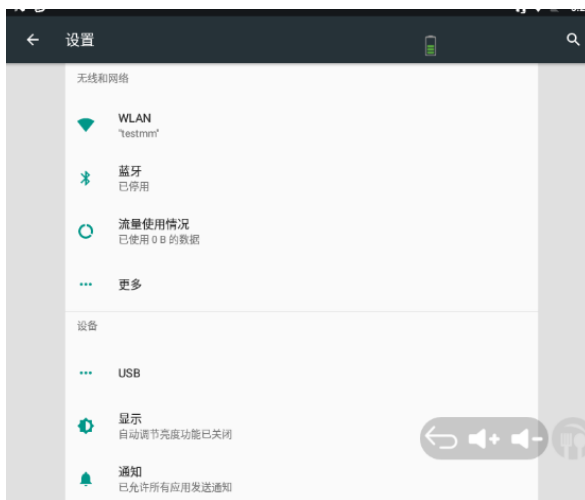 设置
无线和网络
WLAN
"testmm"
蓝牙
已停用
流量使用情况
已使用 0 B 的数据
更多
设备
USB
显示
自动调节亮度功能已关闭
通知
已允许所有应用发送通知